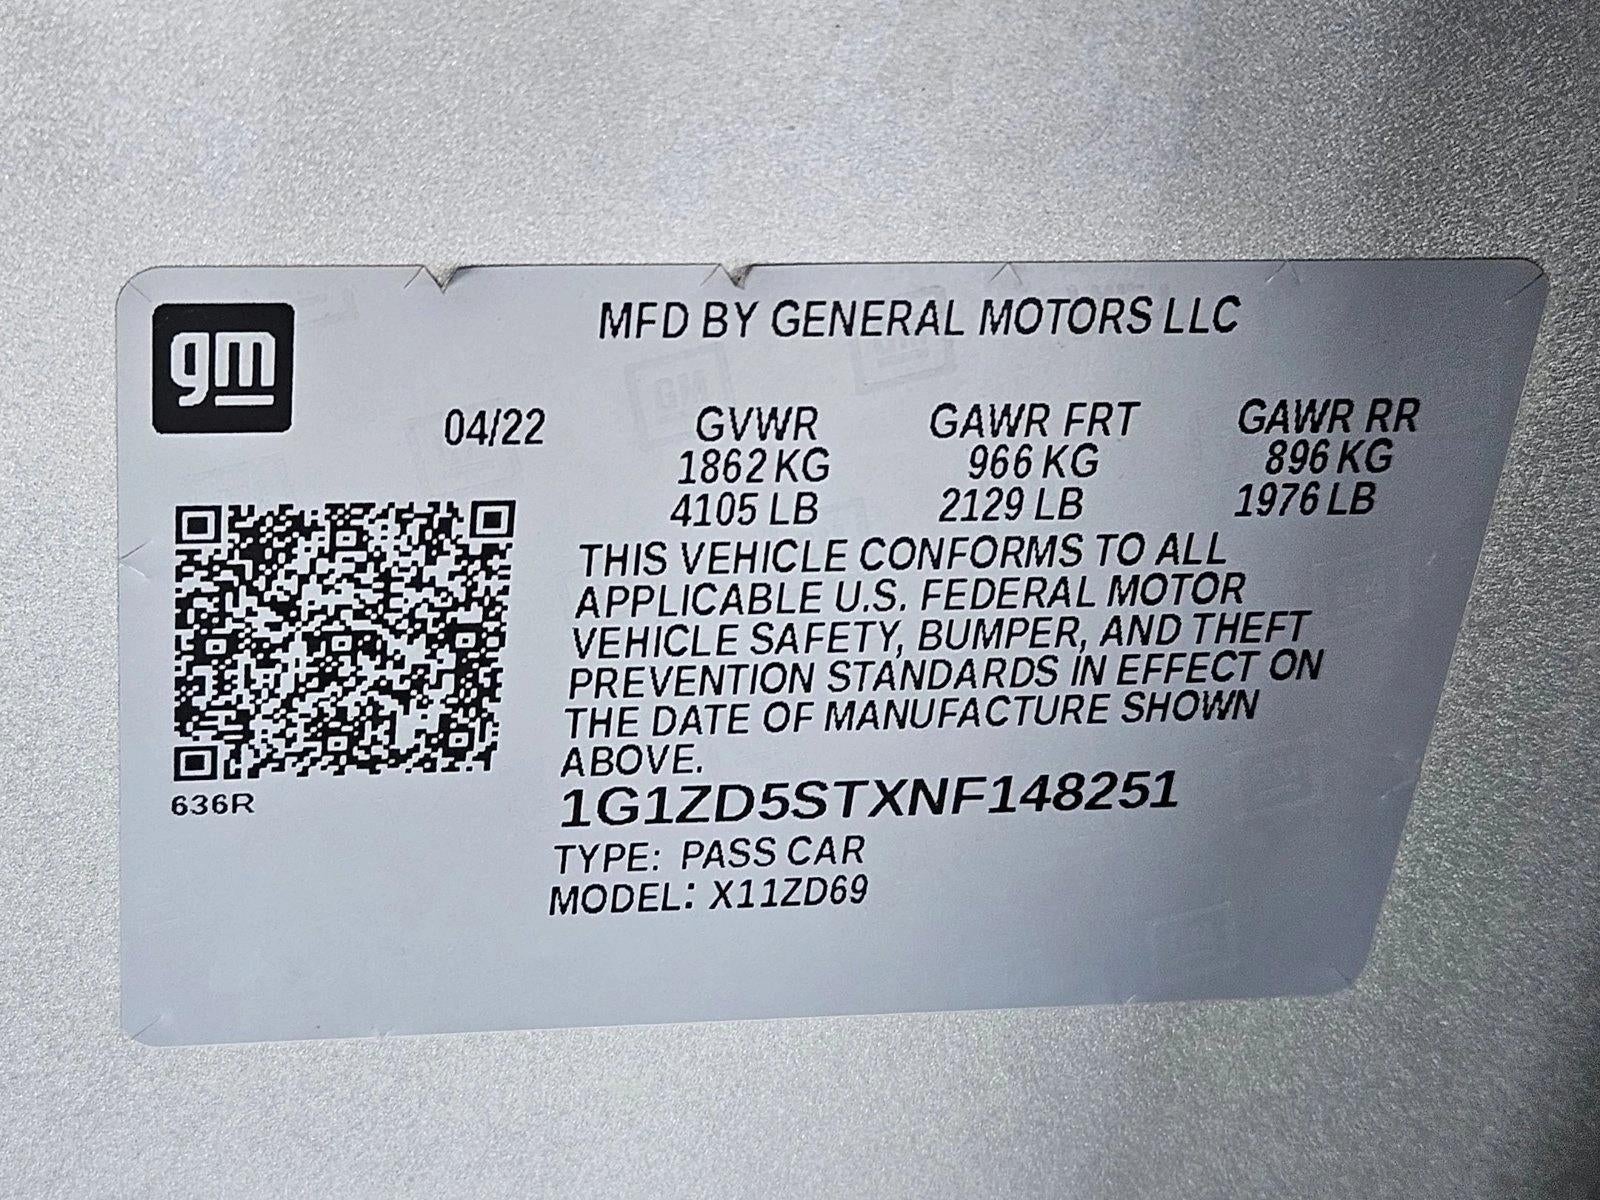 gm
MFD BY GENERAL MOTORS LLC
04/22
GVWR GAWR FRT GAWR RR
1862 KG 966 KG 896 KG
4105 LB 2129 LB 1976 LB
THIS VEHICLE CONFORMS TO ALL
APPLICABLE U.S. FEDERAL MOTOR
VEHICLE SAFETY, BUMPER, AND THEFT
PREVENTION STANDARDS IN EFFECT ON
THE DATE OF MANUFACTURE SHOWN
ABOVE.
636R
1G1ZD5STXNF148251
TYPE: PASS CAR
MODEL: X11ZD69